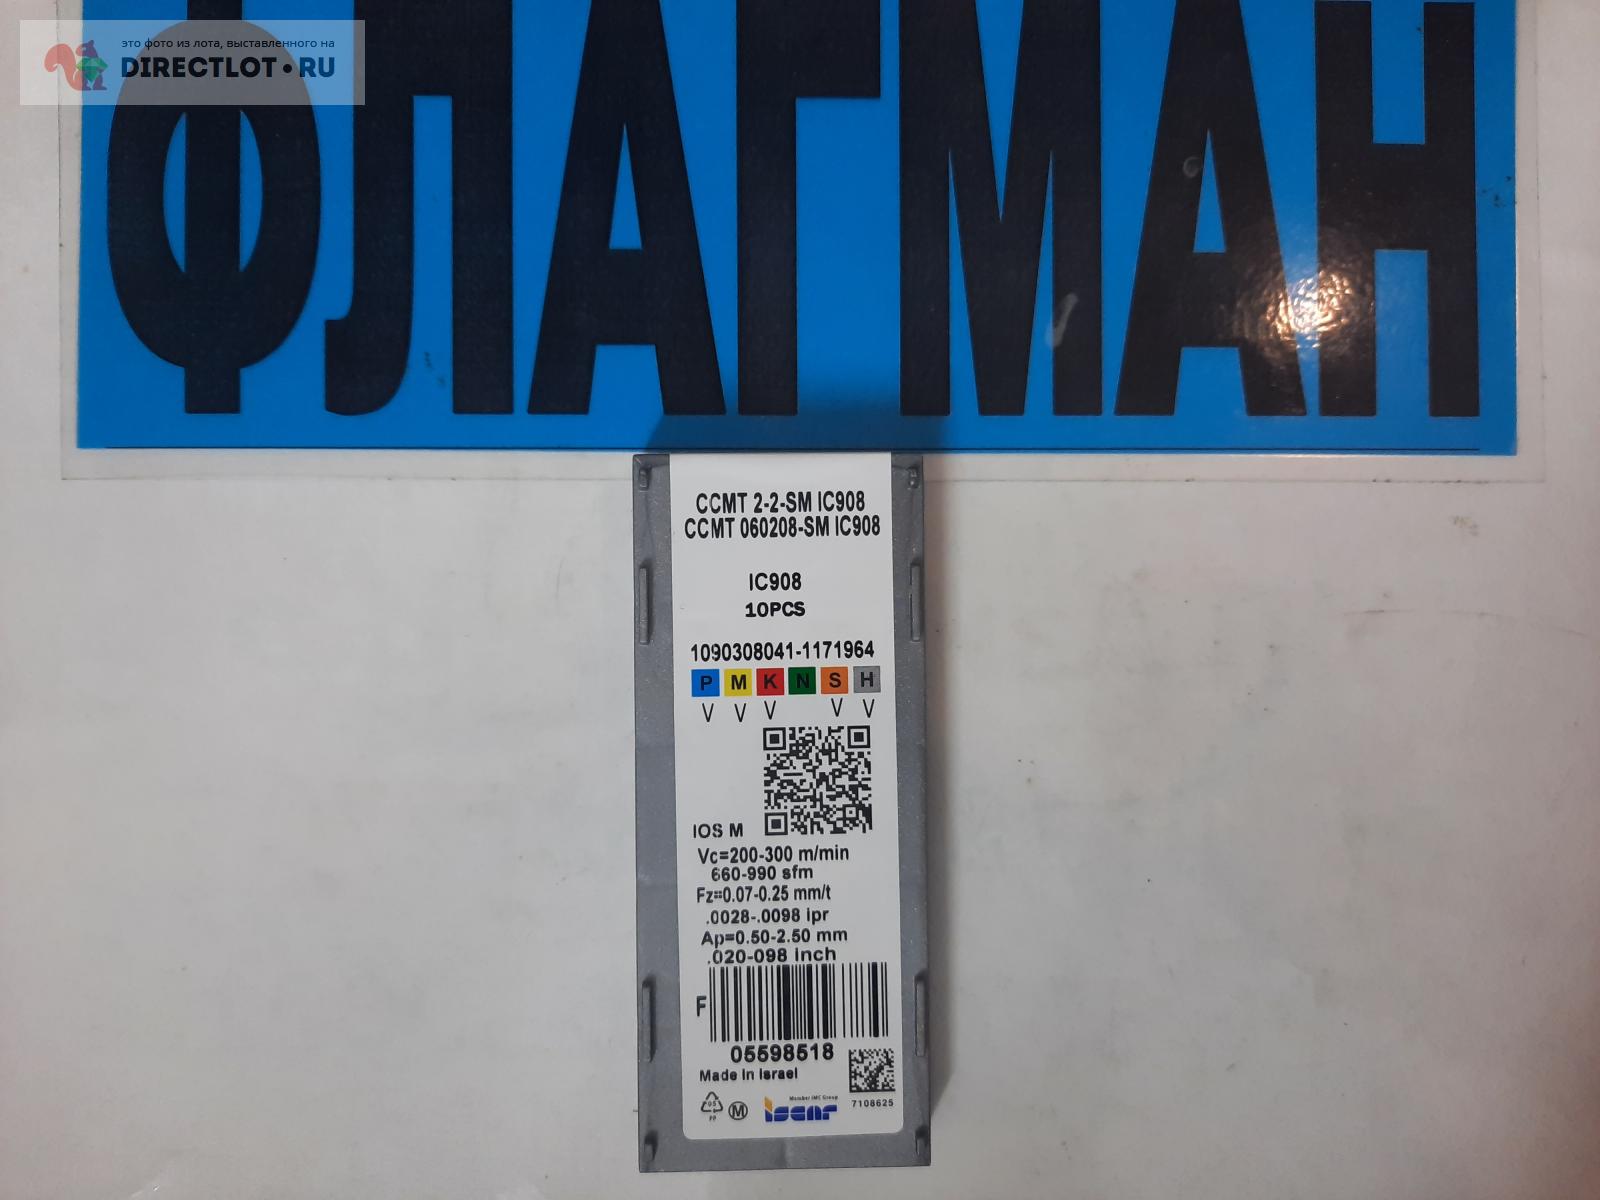 это фото из лота, выставленного на
DIRECTLOT•RU
ФЛАГМАН
CCMT 2-2-SM IC908
CCMT 060208-SM IC908
IC908
10PCS
1090308041-1171964
P M K N S H
V V V V V
IOS M
Vc=200-300 m/min
660-990 sfm
Fz=0.07-0.25 mm/t
.0028-.0098 ipr
Ap=0.50-2.50 mm
.020-098 inch
F
05598518
Made in Israel
05
PP
M
Member IMC Group
iscar
7108625